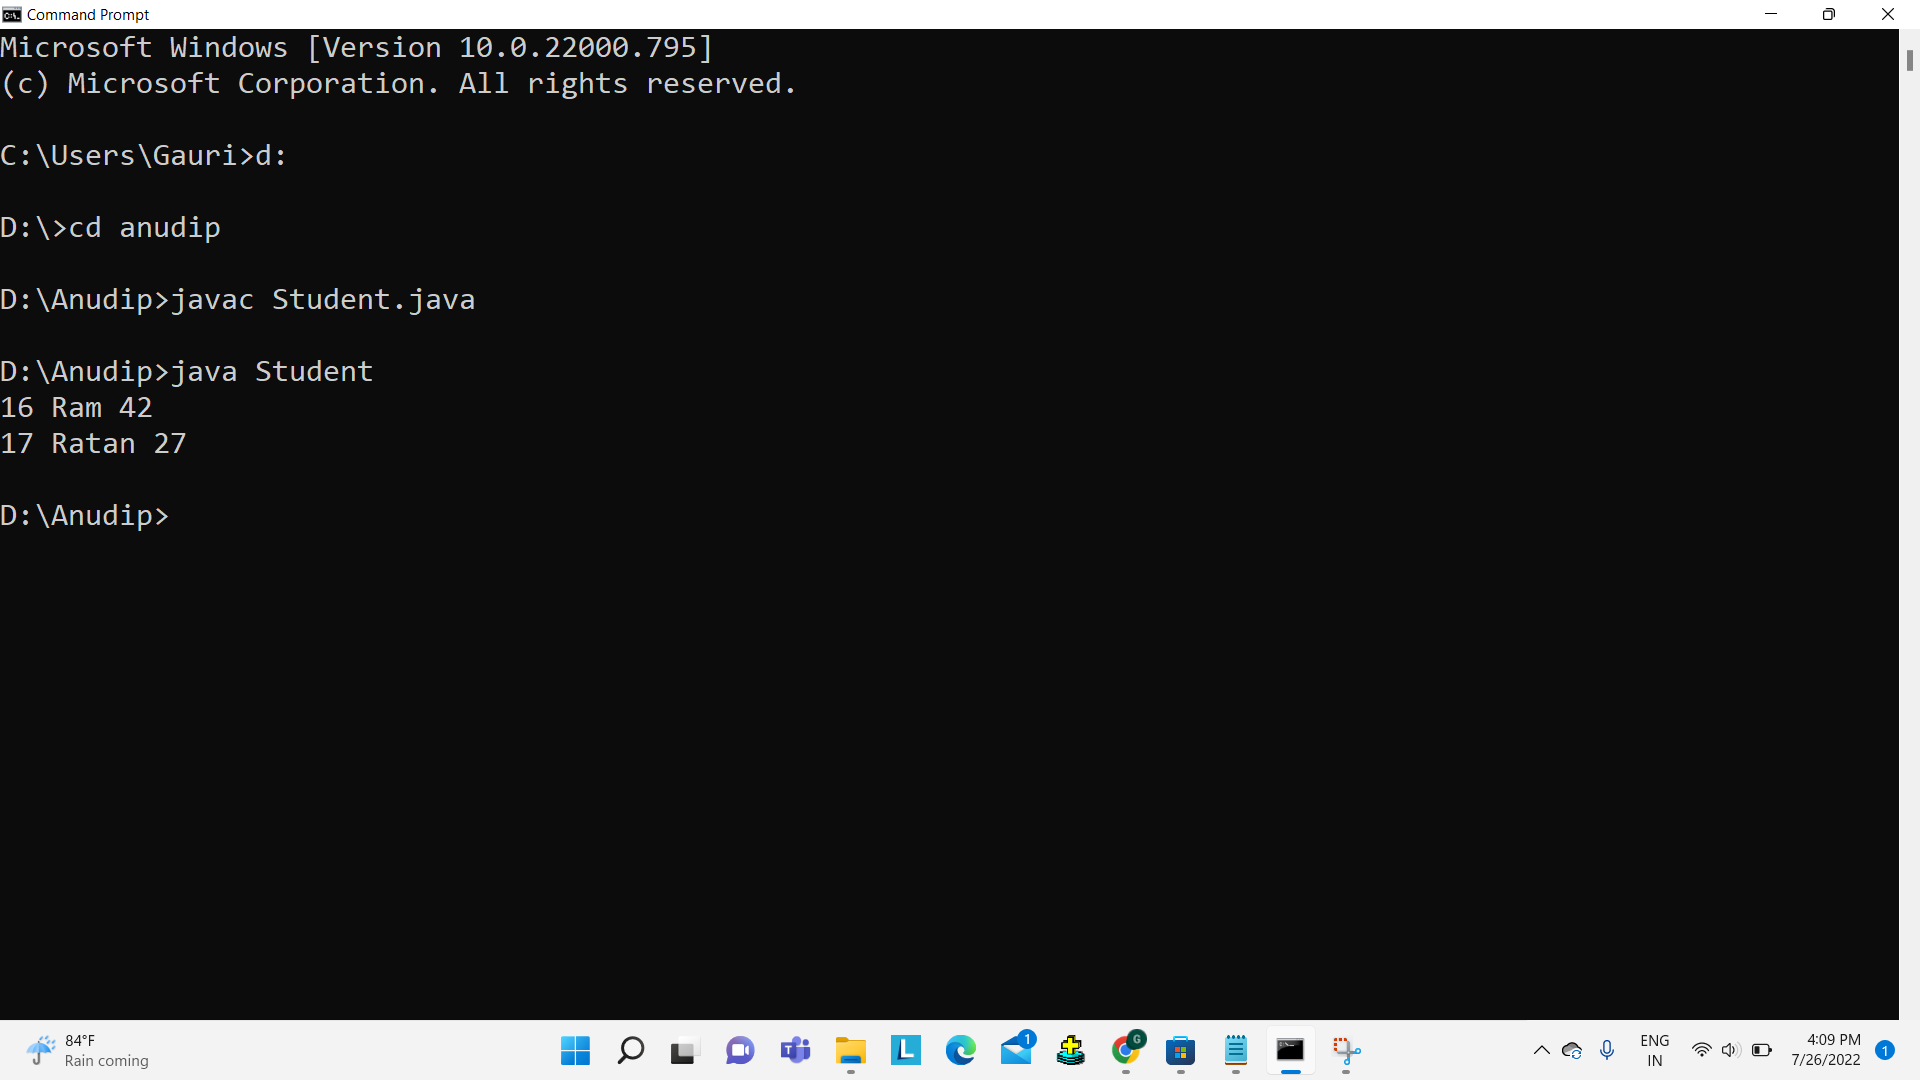 Command Prompt
Microsoft Windows [Version 10.0.22000.795]
(c) Microsoft Corporation. All rights reserved.
C:\Users\Gauri>d:
D:\>cd anudip
D:\Anudip>javac Student.java
D:\Anudip>java Student
16 Ram 42
17 Ratan 27
D:\Anudip>
84°F
Rain coming
L
1
G
ENG
IN
4:09 PM
7/26/2022
1